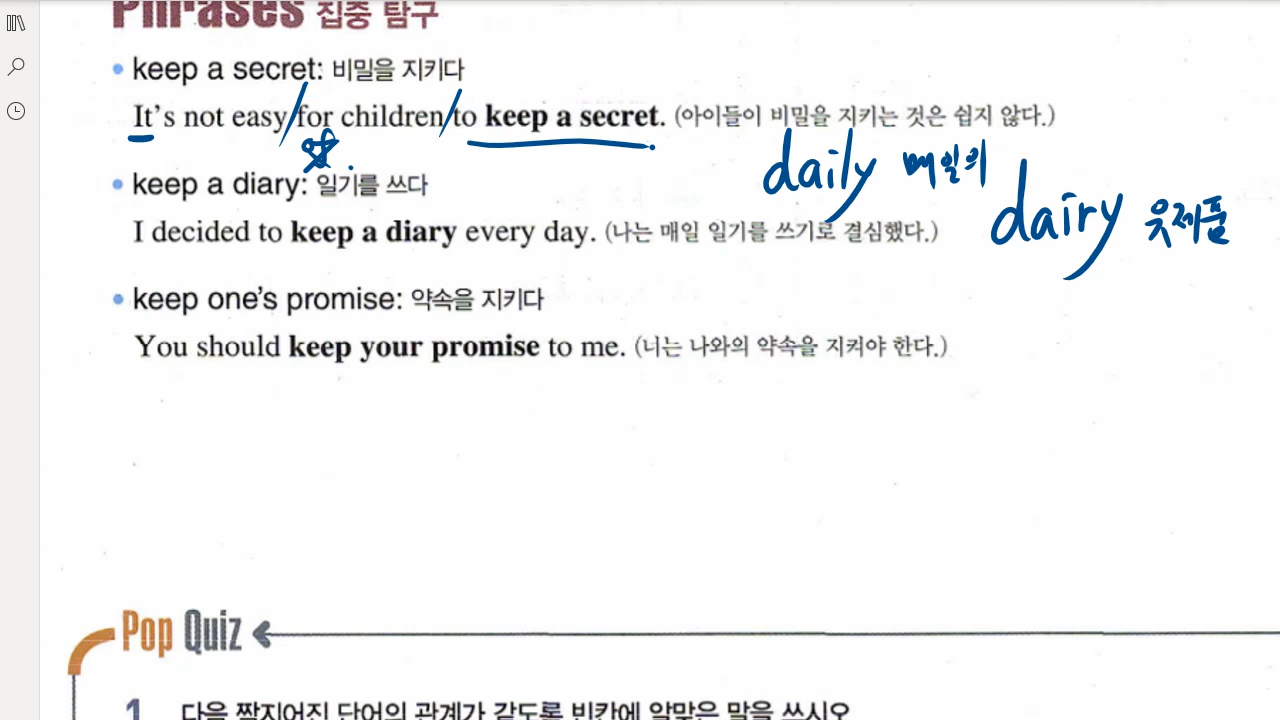 Phrases 집중 탐구
• keep a secret: 비밀을 지키다
It's not easy/for children/to keep a secret. (아이들이 비밀을 지키는 것은 쉽지 않다.)
daily 매일의
• keep a diary: 일기를 쓰다
dairy 유제품
I decided to keep a diary every day. (나는 매일 일기를 쓰기로 결심했다.)
• keep one's promise: 약속을 지키다
You should keep your promise to me. (너는 나와의 약속을 지켜야 한다.)
Pop Quiz
1 다음 짝지어진 단어의 관계가 같도록 빈칸에 알맞은 말을 쓰시오